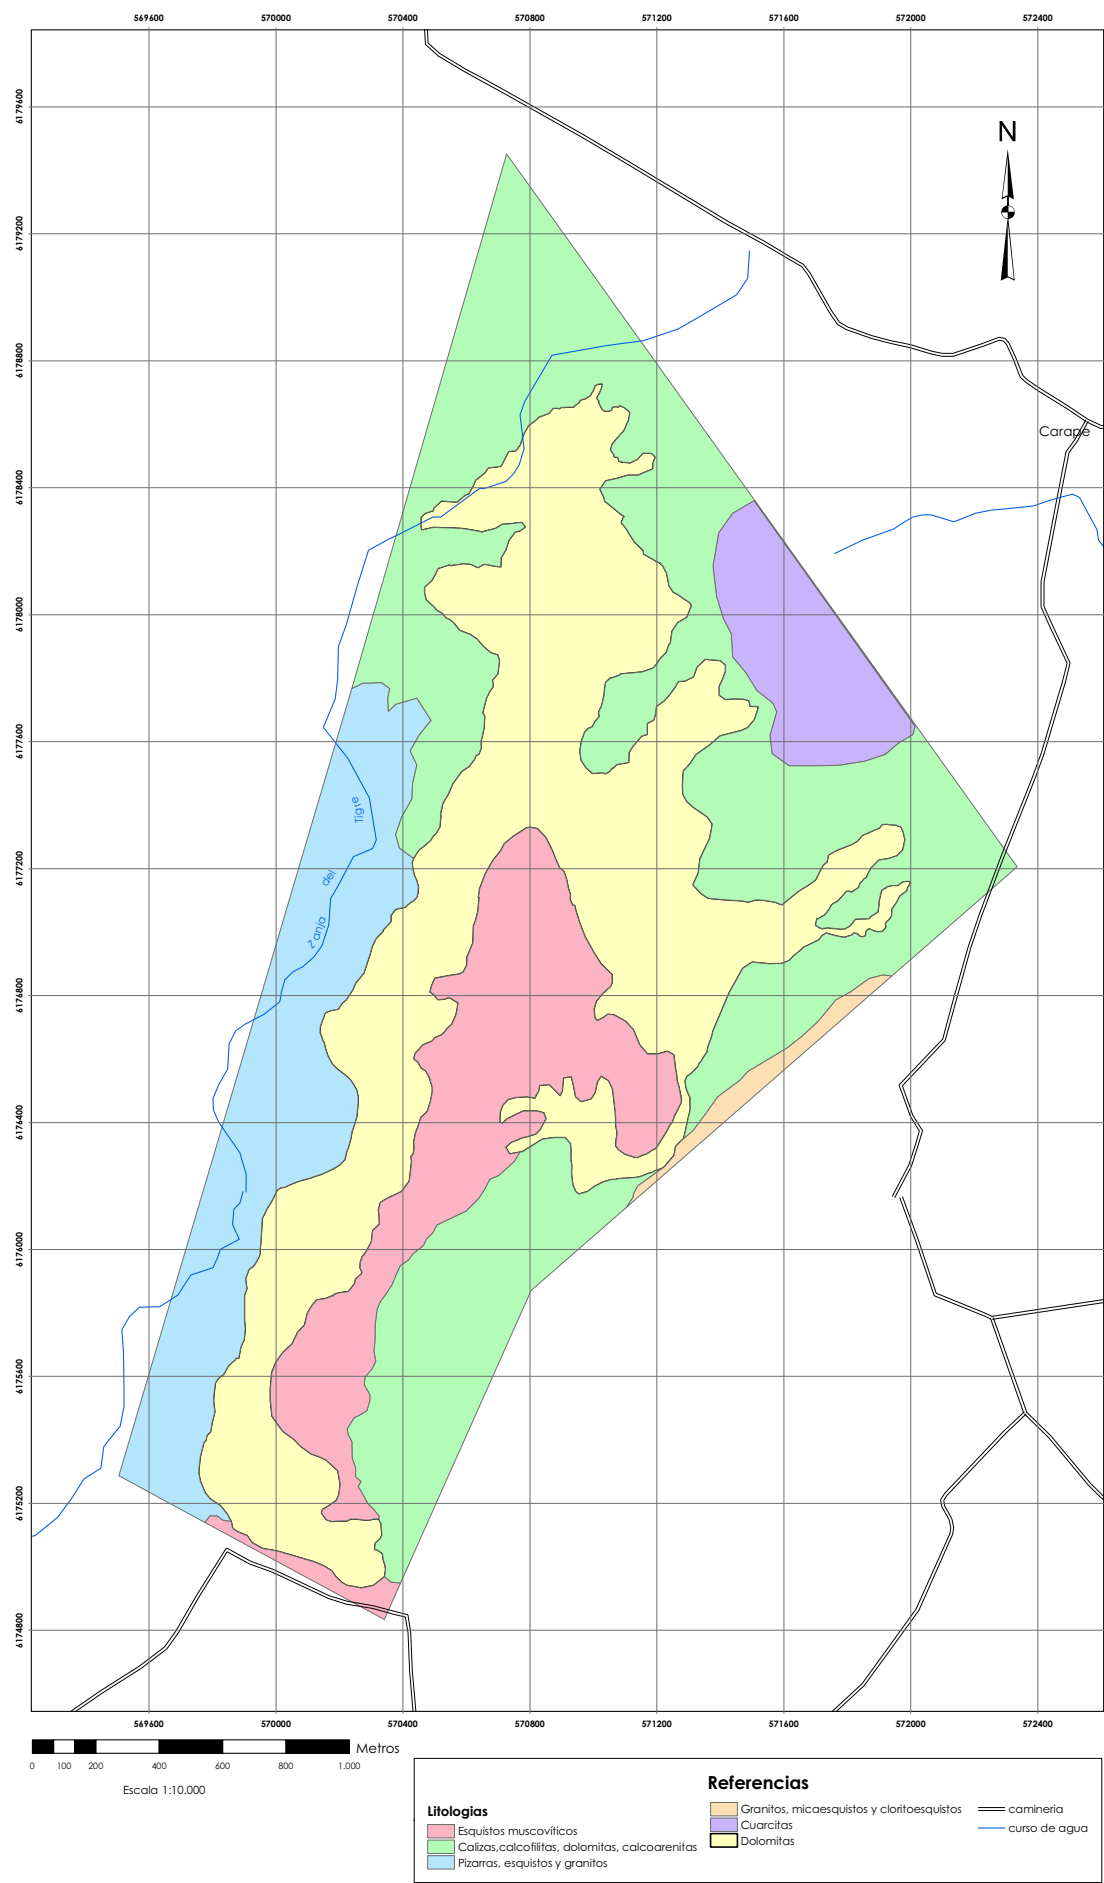 569600 570000 570400 570800 571200 571600 572000 572400
6179600
N
6179200
6178800
Carape
6178400
6178000
6177600
Tigre
6177200
del
Zanja
6176800
6176400
6176000
6175600
6175200
6174800
569600 570000 570400 570800 571200 571600 572000 572400
Metros
0 100 200 400 600 800 1.000
Escala 1:10.000
Referencias
Litologias
Esquistos muscovíticos
Calizas,calcofilitas, dolomitas, calcoarenitas
Pizarras, esquistos y granitos
Granitos, micaesquistos y cloritoesquistos
Cuarcitas
Dolomitas
camineria
curso de agua